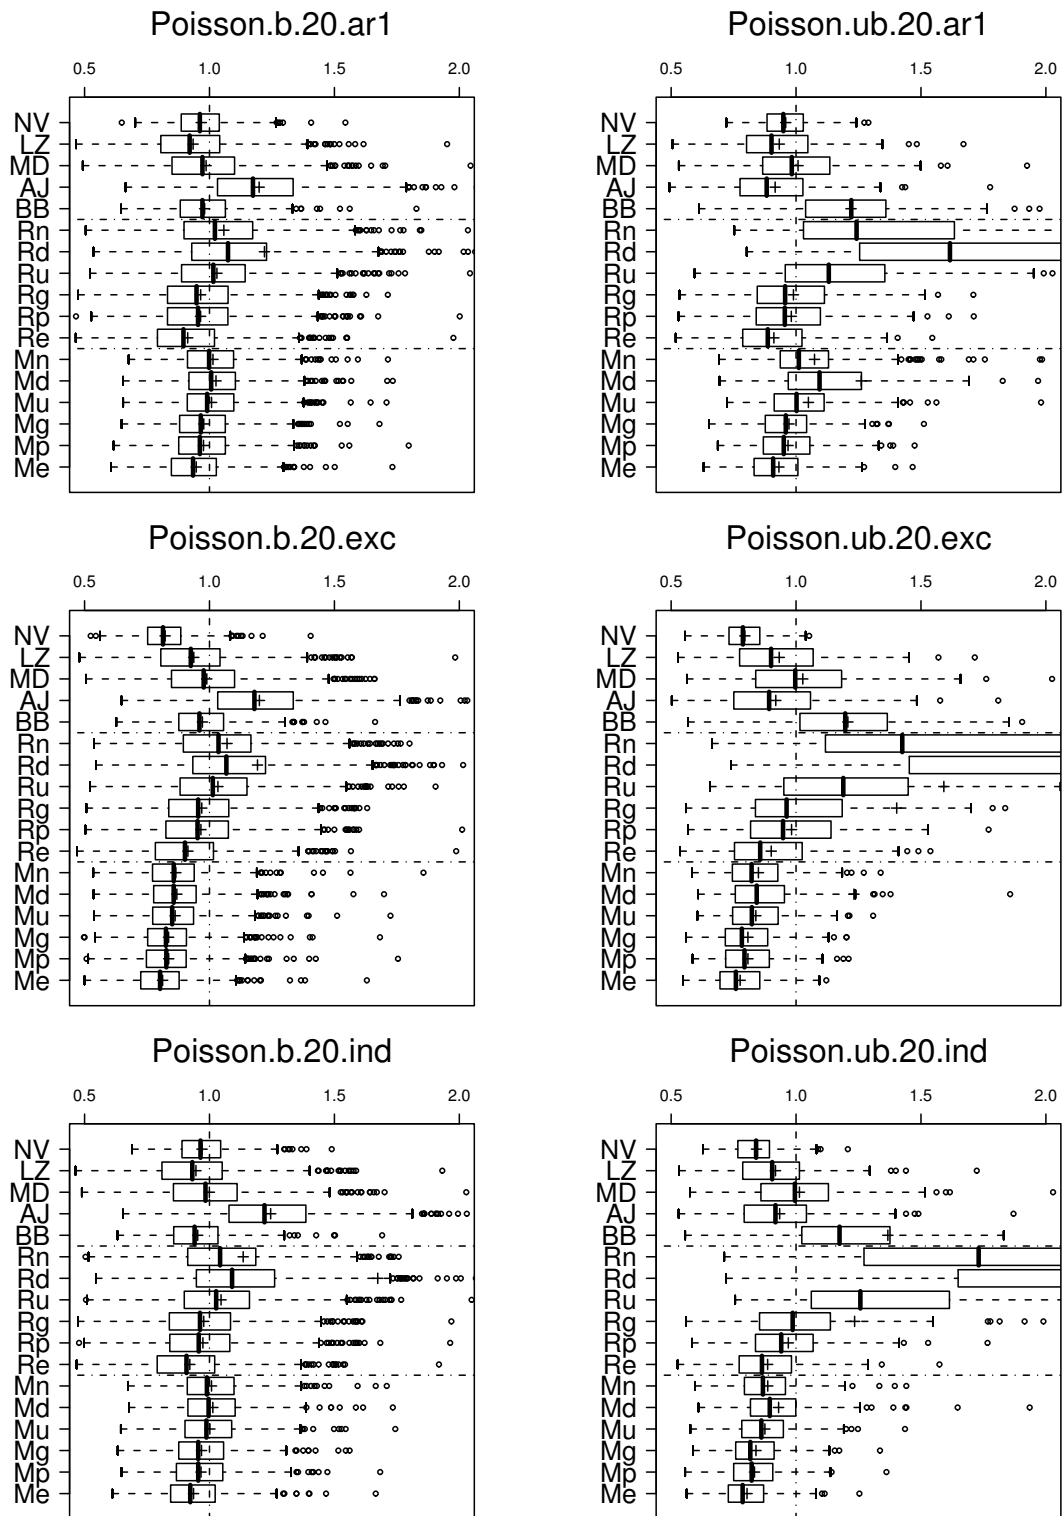 Poisson.b.20.ar1
0.5 1.0 1.5 2.0
NV
LZ
MD
AJ
BB
Rn
Rd
Ru
Rg
Rp
Re
Mn
Md
Mu
Mg
Mp
Me
Poisson.ub.20.ar1
0.5 1.0 1.5 2.0
NV
LZ
MD
AJ
BB
Rn
Rd
Ru
Rg
Rp
Re
Mn
Md
Mu
Mg
Mp
Me
Poisson.b.20.exc
0.5 1.0 1.5 2.0
NV
LZ
MD
AJ
BB
Rn
Rd
Ru
Rg
Rp
Re
Mn
Md
Mu
Mg
Mp
Me
Poisson.ub.20.exc
0.5 1.0 1.5 2.0
NV
LZ
MD
AJ
BB
Rn
Rd
Ru
Rg
Rp
Re
Mn
Md
Mu
Mg
Mp
Me
Poisson.b.20.ind
0.5 1.0 1.5 2.0
NV
LZ
MD
AJ
BB
Rn
Rd
Ru
Rg
Rp
Re
Mn
Md
Mu
Mg
Mp
Me
Poisson.ub.20.ind
0.5 1.0 1.5 2.0
NV
LZ
MD
AJ
BB
Rn
Rd
Ru
Rg
Rp
Re
Mn
Md
Mu
Mg
Mp
Me